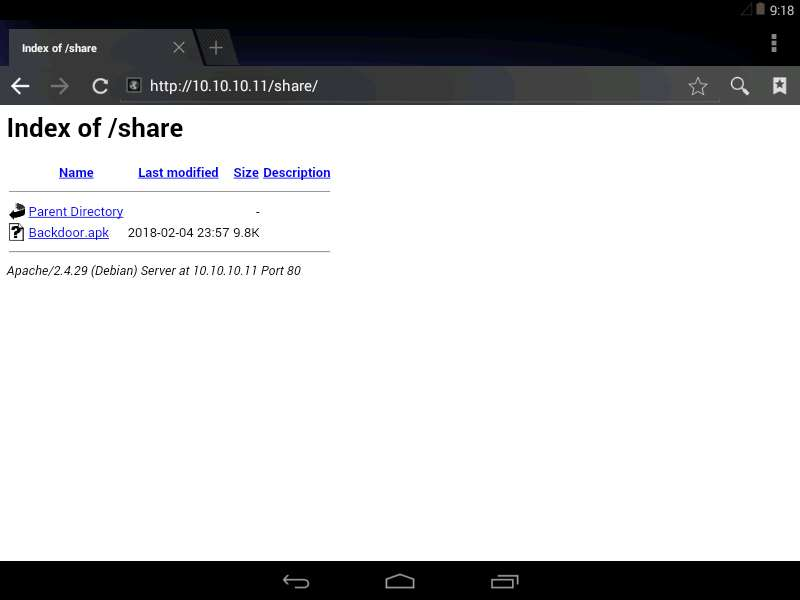 9:18
Index of /share
http://10.10.10.11/share/
Index of /share
Name Last modified Size Description
Parent Directory -
Backdoor.apk 2018-02-04 23:57 9.8K
Apache/2.4.29 (Debian) Server at 10.10.10.11 Port 80